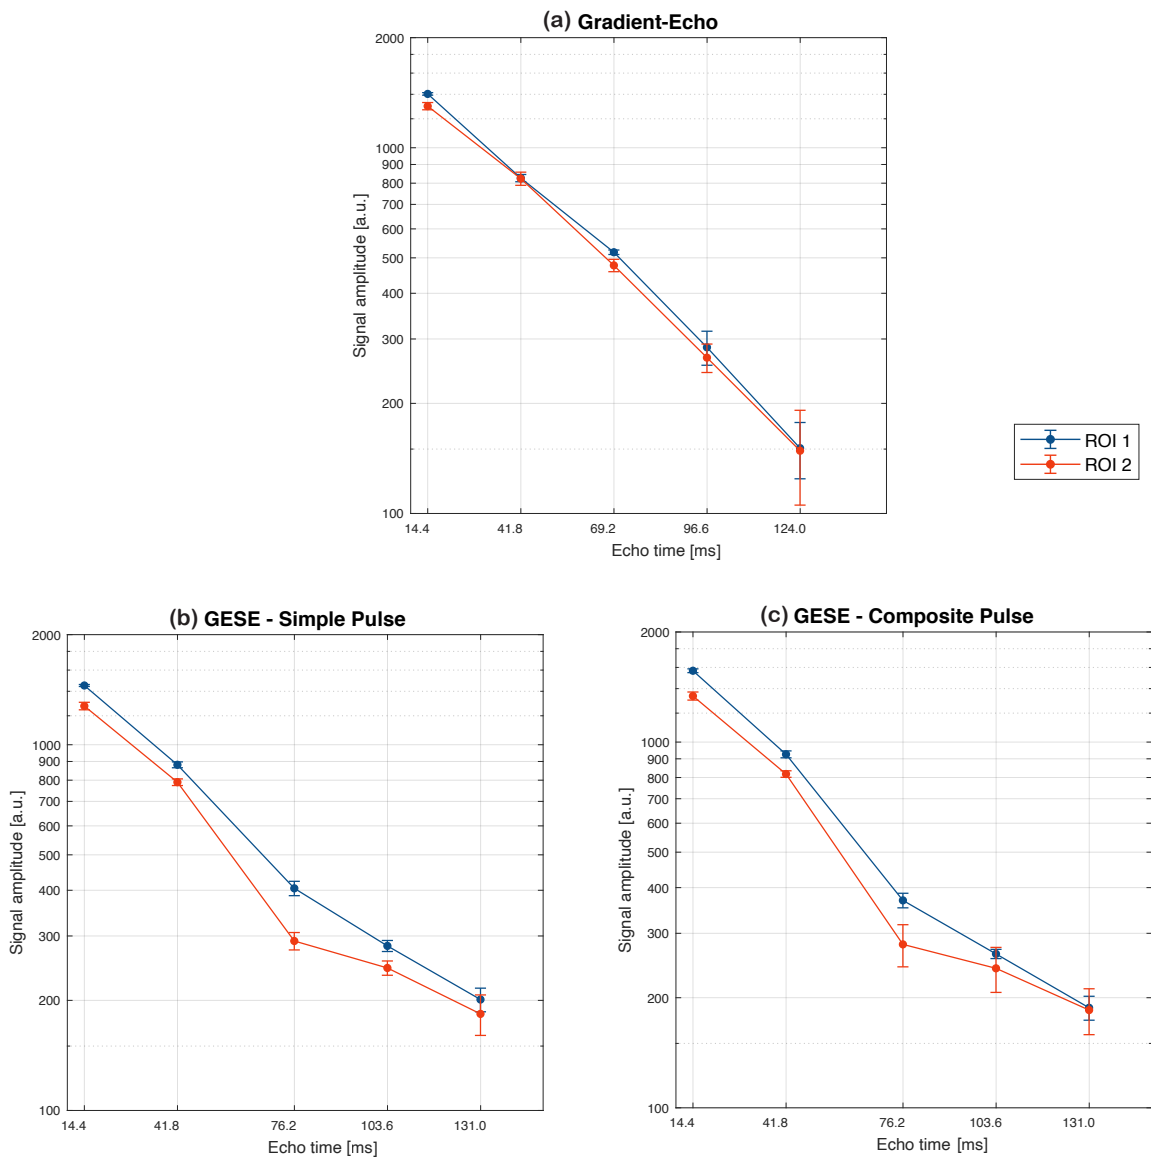 (a) Gradient-Echo
2000
1000
900
800
700
600
500
400
300
200
100
Signal amplitude [a.u.]
14.4 41.8 69.2 96.6 124.0
Echo time [ms]
ROI 1
ROI 2
(b) GESE - Simple Pulse
2000
1000
900
800
700
600
500
400
300
200
100
Signal amplitude [a.u.]
14.4 41.8 76.2 103.6 131.0
Echo time [ms]
(c) GESE - Composite Pulse
2000
1000
900
800
700
600
500
400
300
200
100
Signal amplitude [a.u.]
14.4 41.8 76.2 103.6 131.0
Echo time [ms]